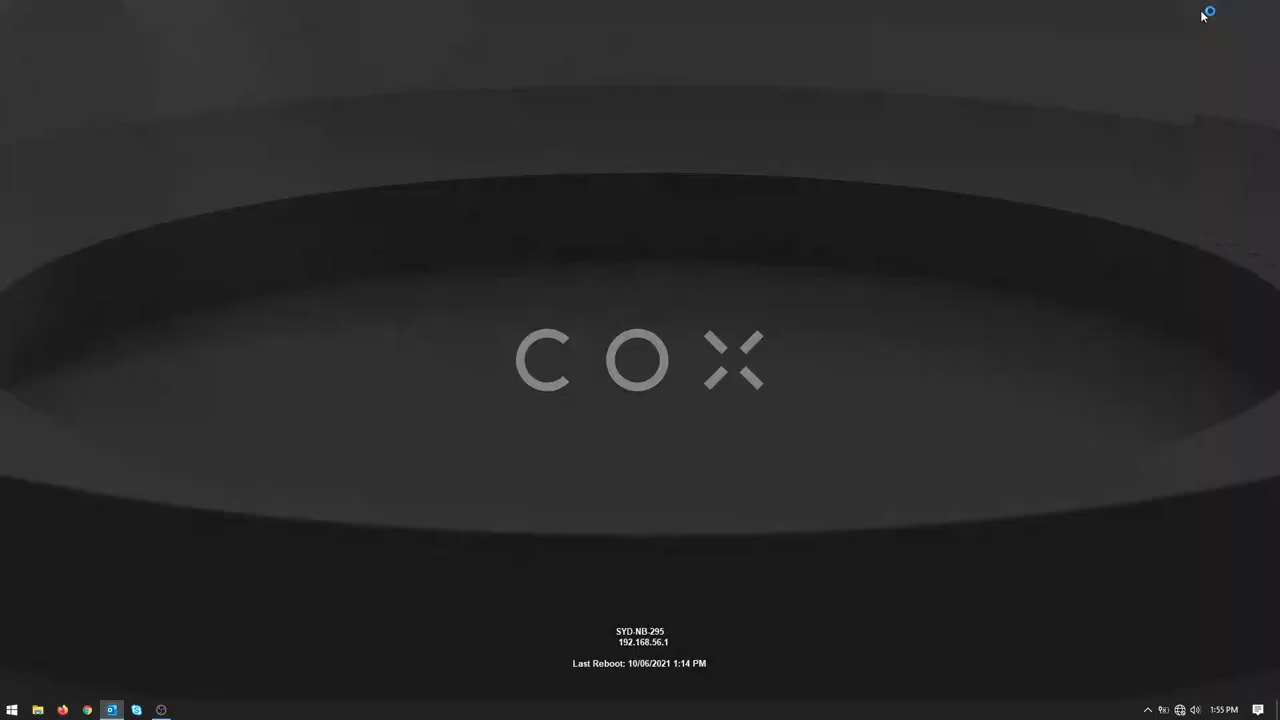 COX
SYD-NB-295
192.168.56.1
Last Reboot: 10/06/2021 1:14 PM
1:55 PM